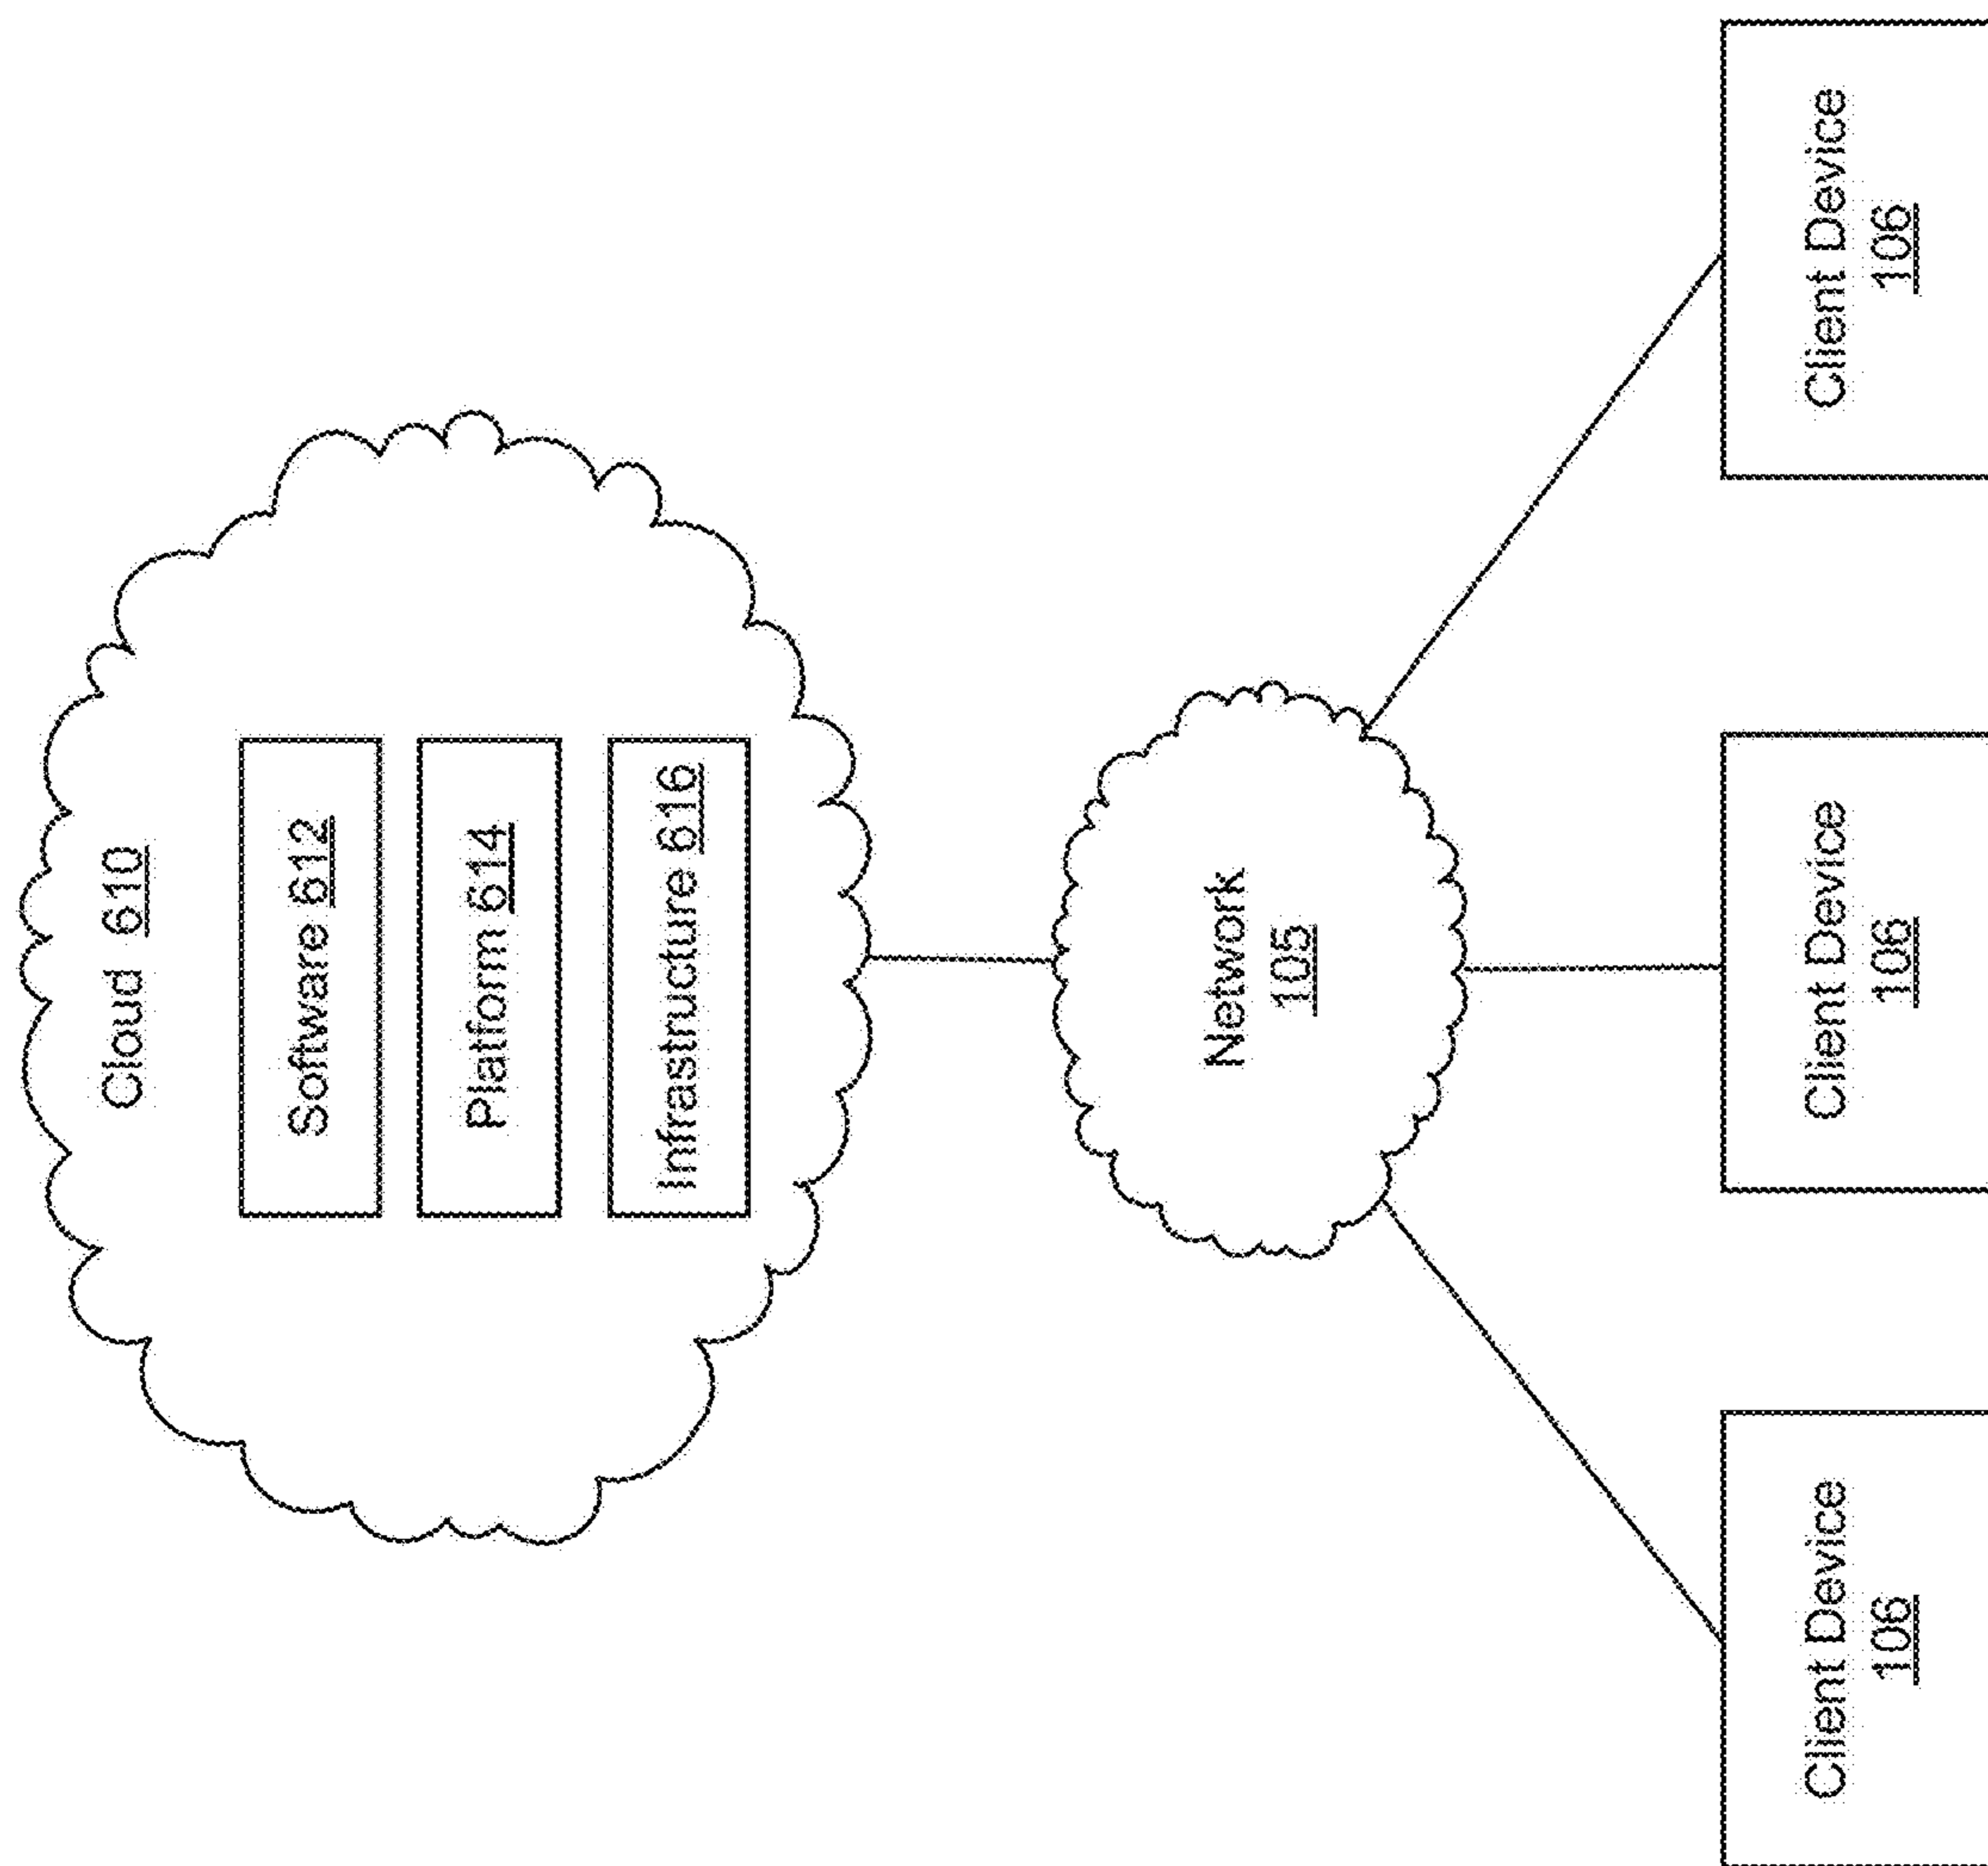 Cloud 610
Software 612
Platform 614
Infrastructure 616
Network
105
Client Device
106
Client Device
106
Client Device
106